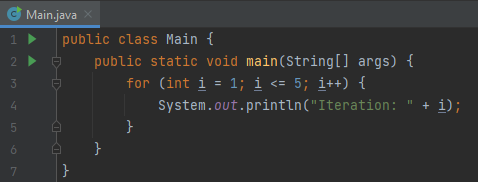 Main.java
1 public class Main {
2     public static void main(String[] args) {
3         for (int i = 1; i <= 5; i++) {
4             System.out.println("Iteration: " + i);
5         }
6     }
7 }